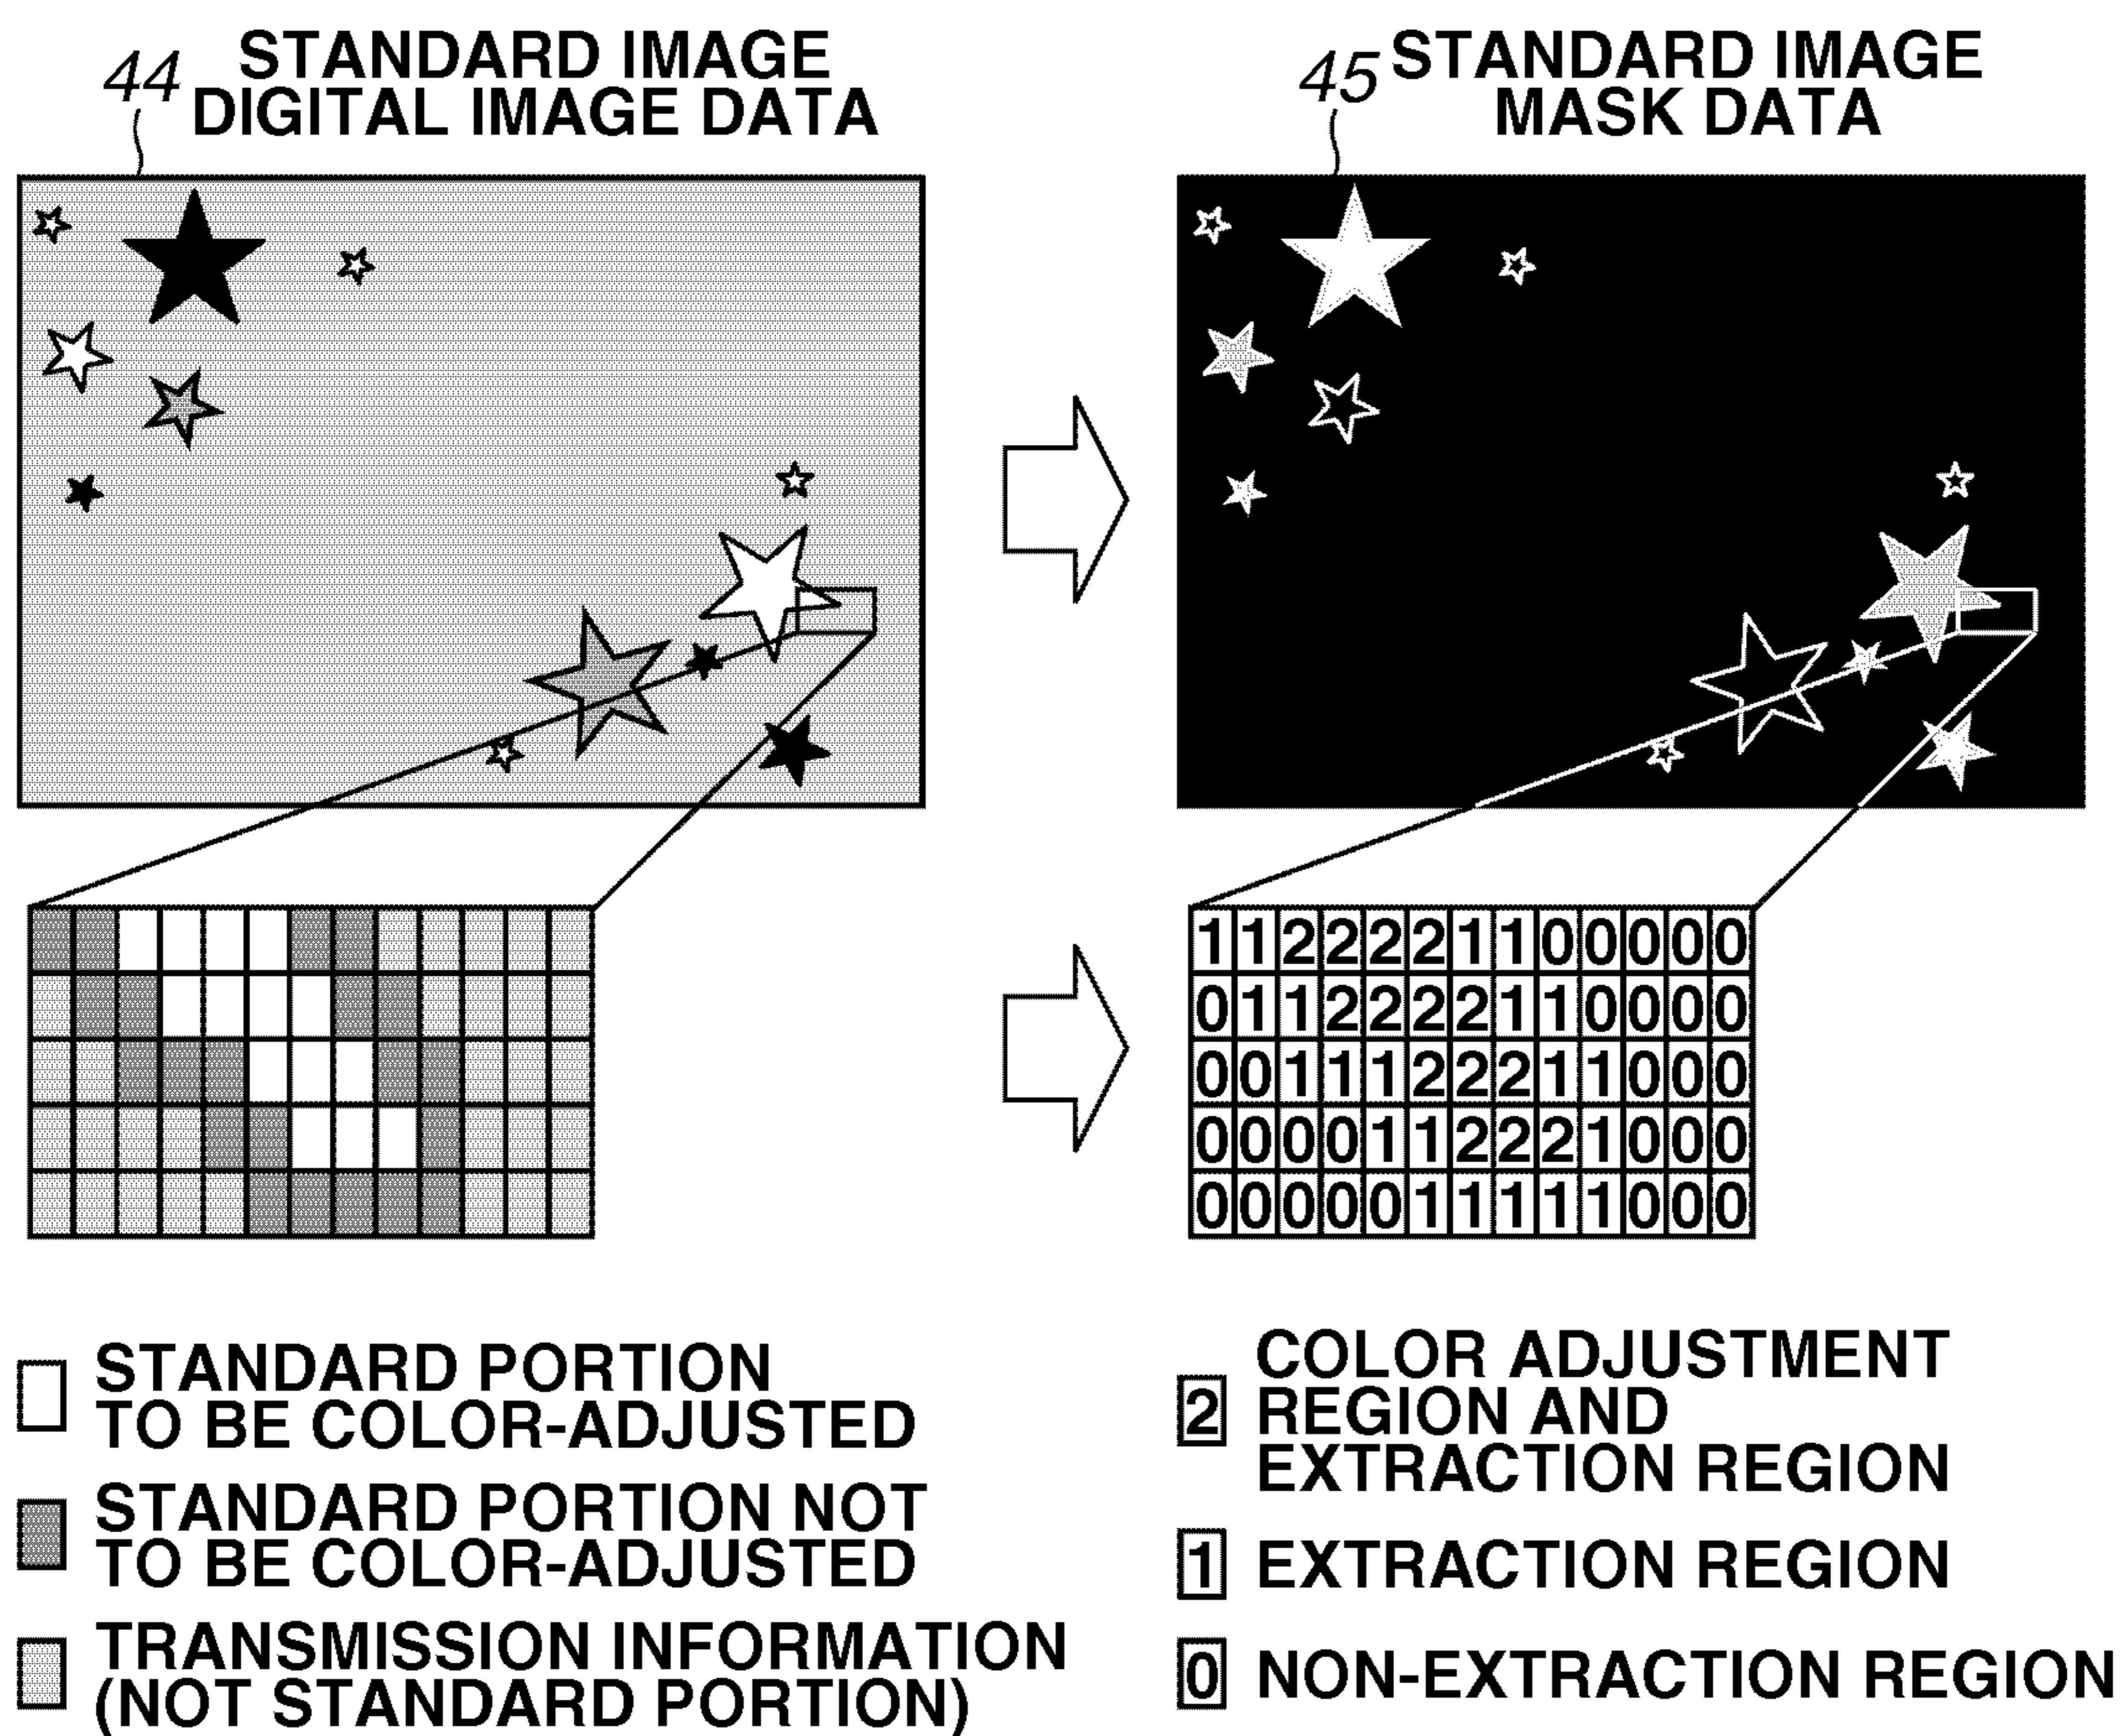 44
STANDARD IMAGE
DIGITAL IMAGE DATA
45
STANDARD IMAGE
MASK DATA
1 1 2 2 2 2 1 1 0 0 0 0 0
0 1 1 2 2 2 2 1 1 0 0 0 0
0 0 1 1 1 2 2 2 1 1 0 0 0
0 0 0 0 1 1 2 2 2 1 0 0 0
0 0 0 0 0 1 1 1 1 1 0 0 0
STANDARD PORTION
TO BE COLOR-ADJUSTED
STANDARD PORTION NOT
TO BE COLOR-ADJUSTED
TRANSMISSION INFORMATION
(NOT STANDARD PORTION)
2 COLOR ADJUSTMENT
REGION AND
EXTRACTION REGION
1 EXTRACTION REGION
0 NON-EXTRACTION REGION